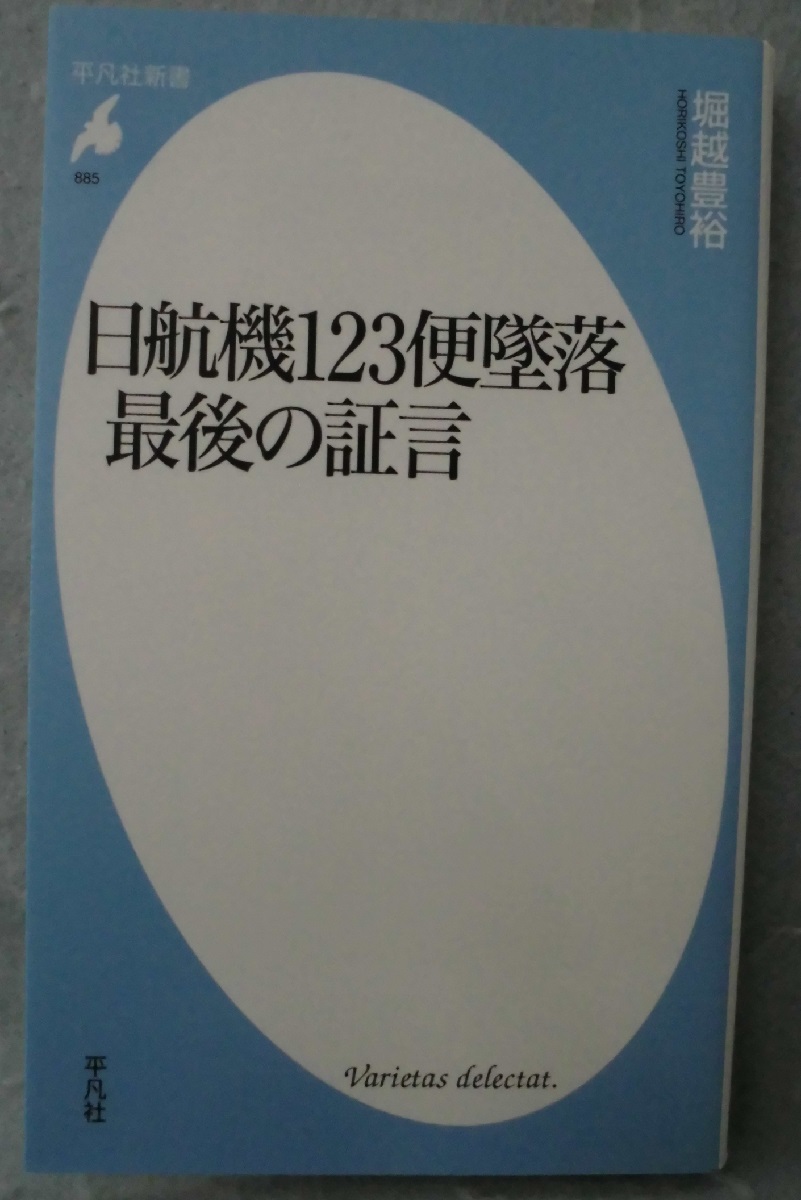 平凡社新書
885
堀越豊裕
HORIKOSHI TOYOHIRO
日航機123便墜落
最後の証言
Varietas delectat.
平凡社